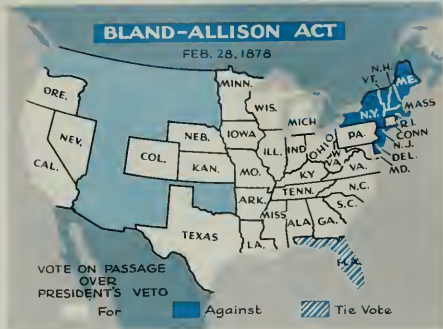 BLAND-ALLISON ACT
FEB. 28, 1878
ORE.
NEV.
CAL.
COL.
NEB.
KAN.
TEXAS
MINN.
WIS.
IOWA
MO.
ARK.
LA.
MICH
ILL.
IND
OHIO
KY
TENN.
MISS
ALA
GA.
W VA
VA.
N.C.
S.C.
FLA.
PA.
N.Y.
VT.
N.H.
ME.
MASS
R.I.
CONN
N.J.
DEL.
MD.
VOTE ON PASSAGE
OVER
PRESIDENT'S VETO
For
Against
Tie Vote